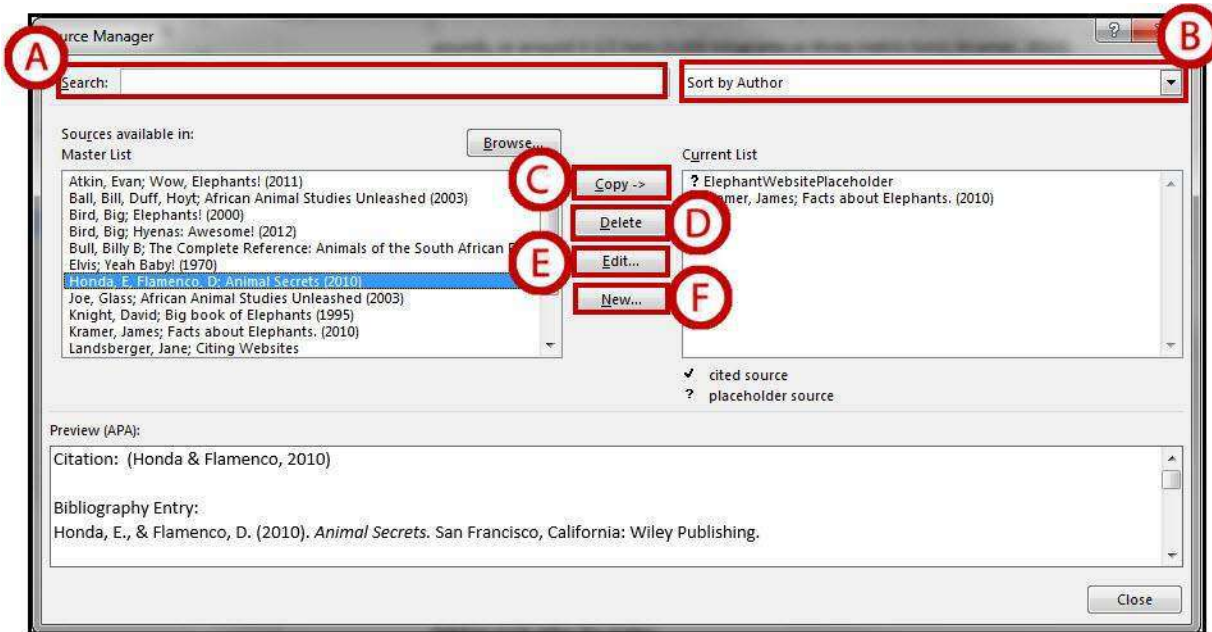 A
B
urce Manager
?
Search:
Sort by Author
Sources available in:
Master List
Browse...
Current List
Atkin, Evan; Wow, Elephants! (2011)
Ball, Bill, Duff, Hoyt; African Animal Studies Unleashed (2003)
Bird, Big; Elephants! (2000)
Bird, Big; Hyenas: Awesome! (2012)
Bull, Billy B; The Complete Reference: Animals of the South African
Elvis; Yeah Baby! (1970)
Honda, E, Flamenco, D; Animal Secrets (2010)
Joe, Glass; African Animal Studies Unleashed (2003)
Knight, David; Big book of Elephants (1995)
Kramer, James; Facts about Elephants. (2010)
Landsberger, Jane; Citing Websites
C
Copy ->
Delete
D
E
Edit...
New...
F
? ElephantWebsitePlaceholder
mer, James; Facts about Elephants. (2010)
✓ cited source
? placeholder source
Preview (APA):
Citation: (Honda & Flamenco, 2010)
Bibliography Entry:
Honda, E., & Flamenco, D. (2010). Animal Secrets. San Francisco, California: Wiley Publishing.
Close